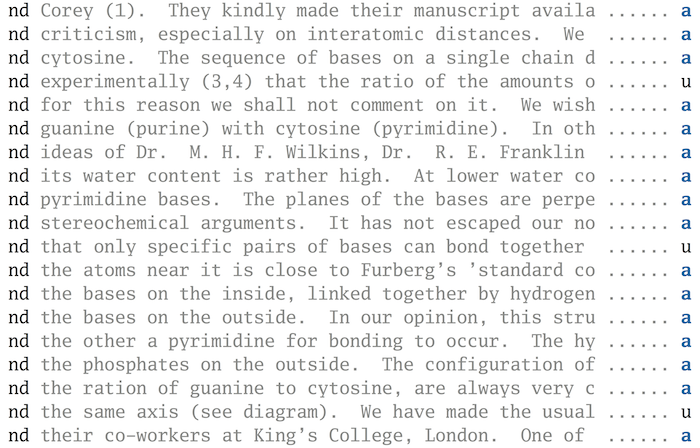 nd Corey (1).  They kindly made their manuscript availa ...... a
nd criticism, especially on interatomic distances.  We  ...... a
nd cytosine.  The sequence of bases on a single chain d ...... a
nd experimentally (3,4) that the ratio of the amounts o ...... u
nd for this reason we shall not comment on it.  We wish ...... a
nd guanine (purine) with cytosine (pyrimidine).  In oth ...... a
nd ideas of Dr.  M. H. F. Wilkins, Dr.  R. E. Franklin  ...... a
nd its water content is rather high.  At lower water co ...... a
nd pyrimidine bases.  The planes of the bases are perpe ...... a
nd stereochemical arguments.  It has not escaped our no ...... a
nd that only specific pairs of bases can bond together  ...... u
nd the atoms near it is close to Furberg’s ’standard co ...... a
nd the bases on the inside, linked together by hydrogen ...... a
nd the bases on the outside.  In our opinion, this stru ...... a
nd the other a pyrimidine for bonding to occur.  The hy ...... a
nd the phosphates on the outside.  The configuration of ...... a
nd the ration of guanine to cytosine, are always very c ...... a
nd the same axis (see diagram).  We have made the usual ...... u
nd their co-workers at King’s College, London.  One of  ...... a